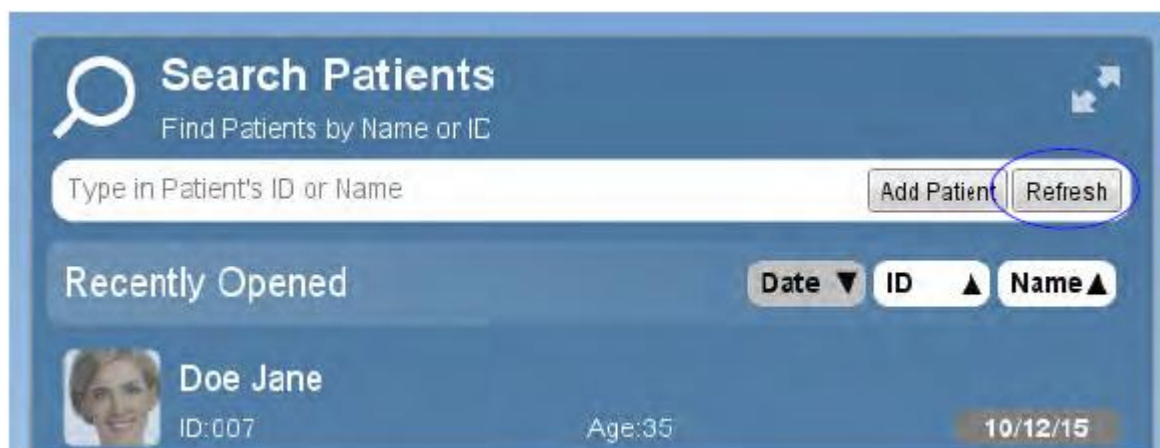 Search Patients
Find Patients by Name or ID
Type in Patient's ID or Name Add Patient Refresh
Recently Opened Date ▼ ID ▲ Name ▲
Doe Jane
ID:007 Age:35 10/12/15